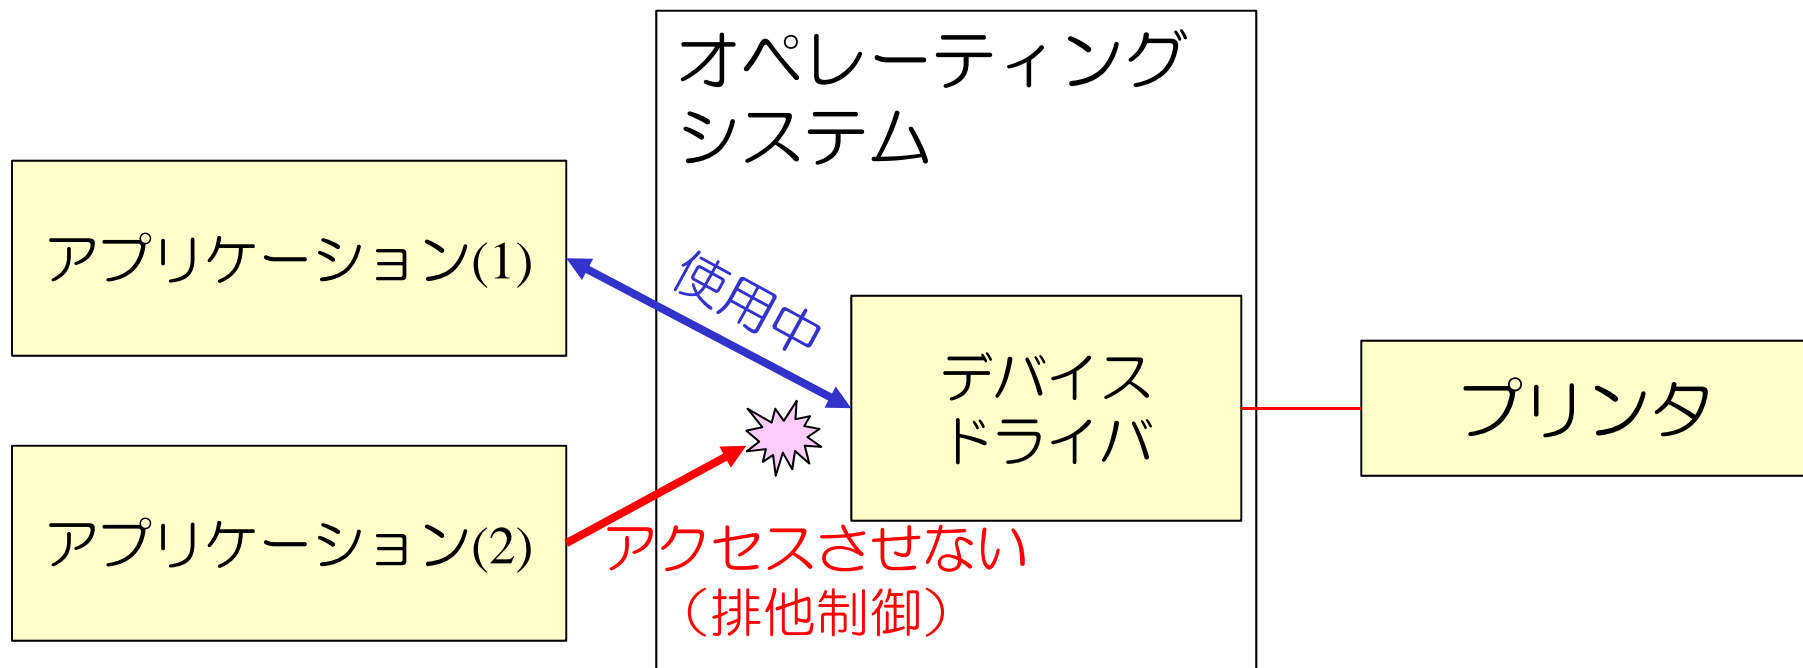 オペレーティング
システム
アプリケーション(1)
使用中
デバイス
ドライバ
プリンタ
アプリケーション(2)
アクセスさせない
（排他制御）